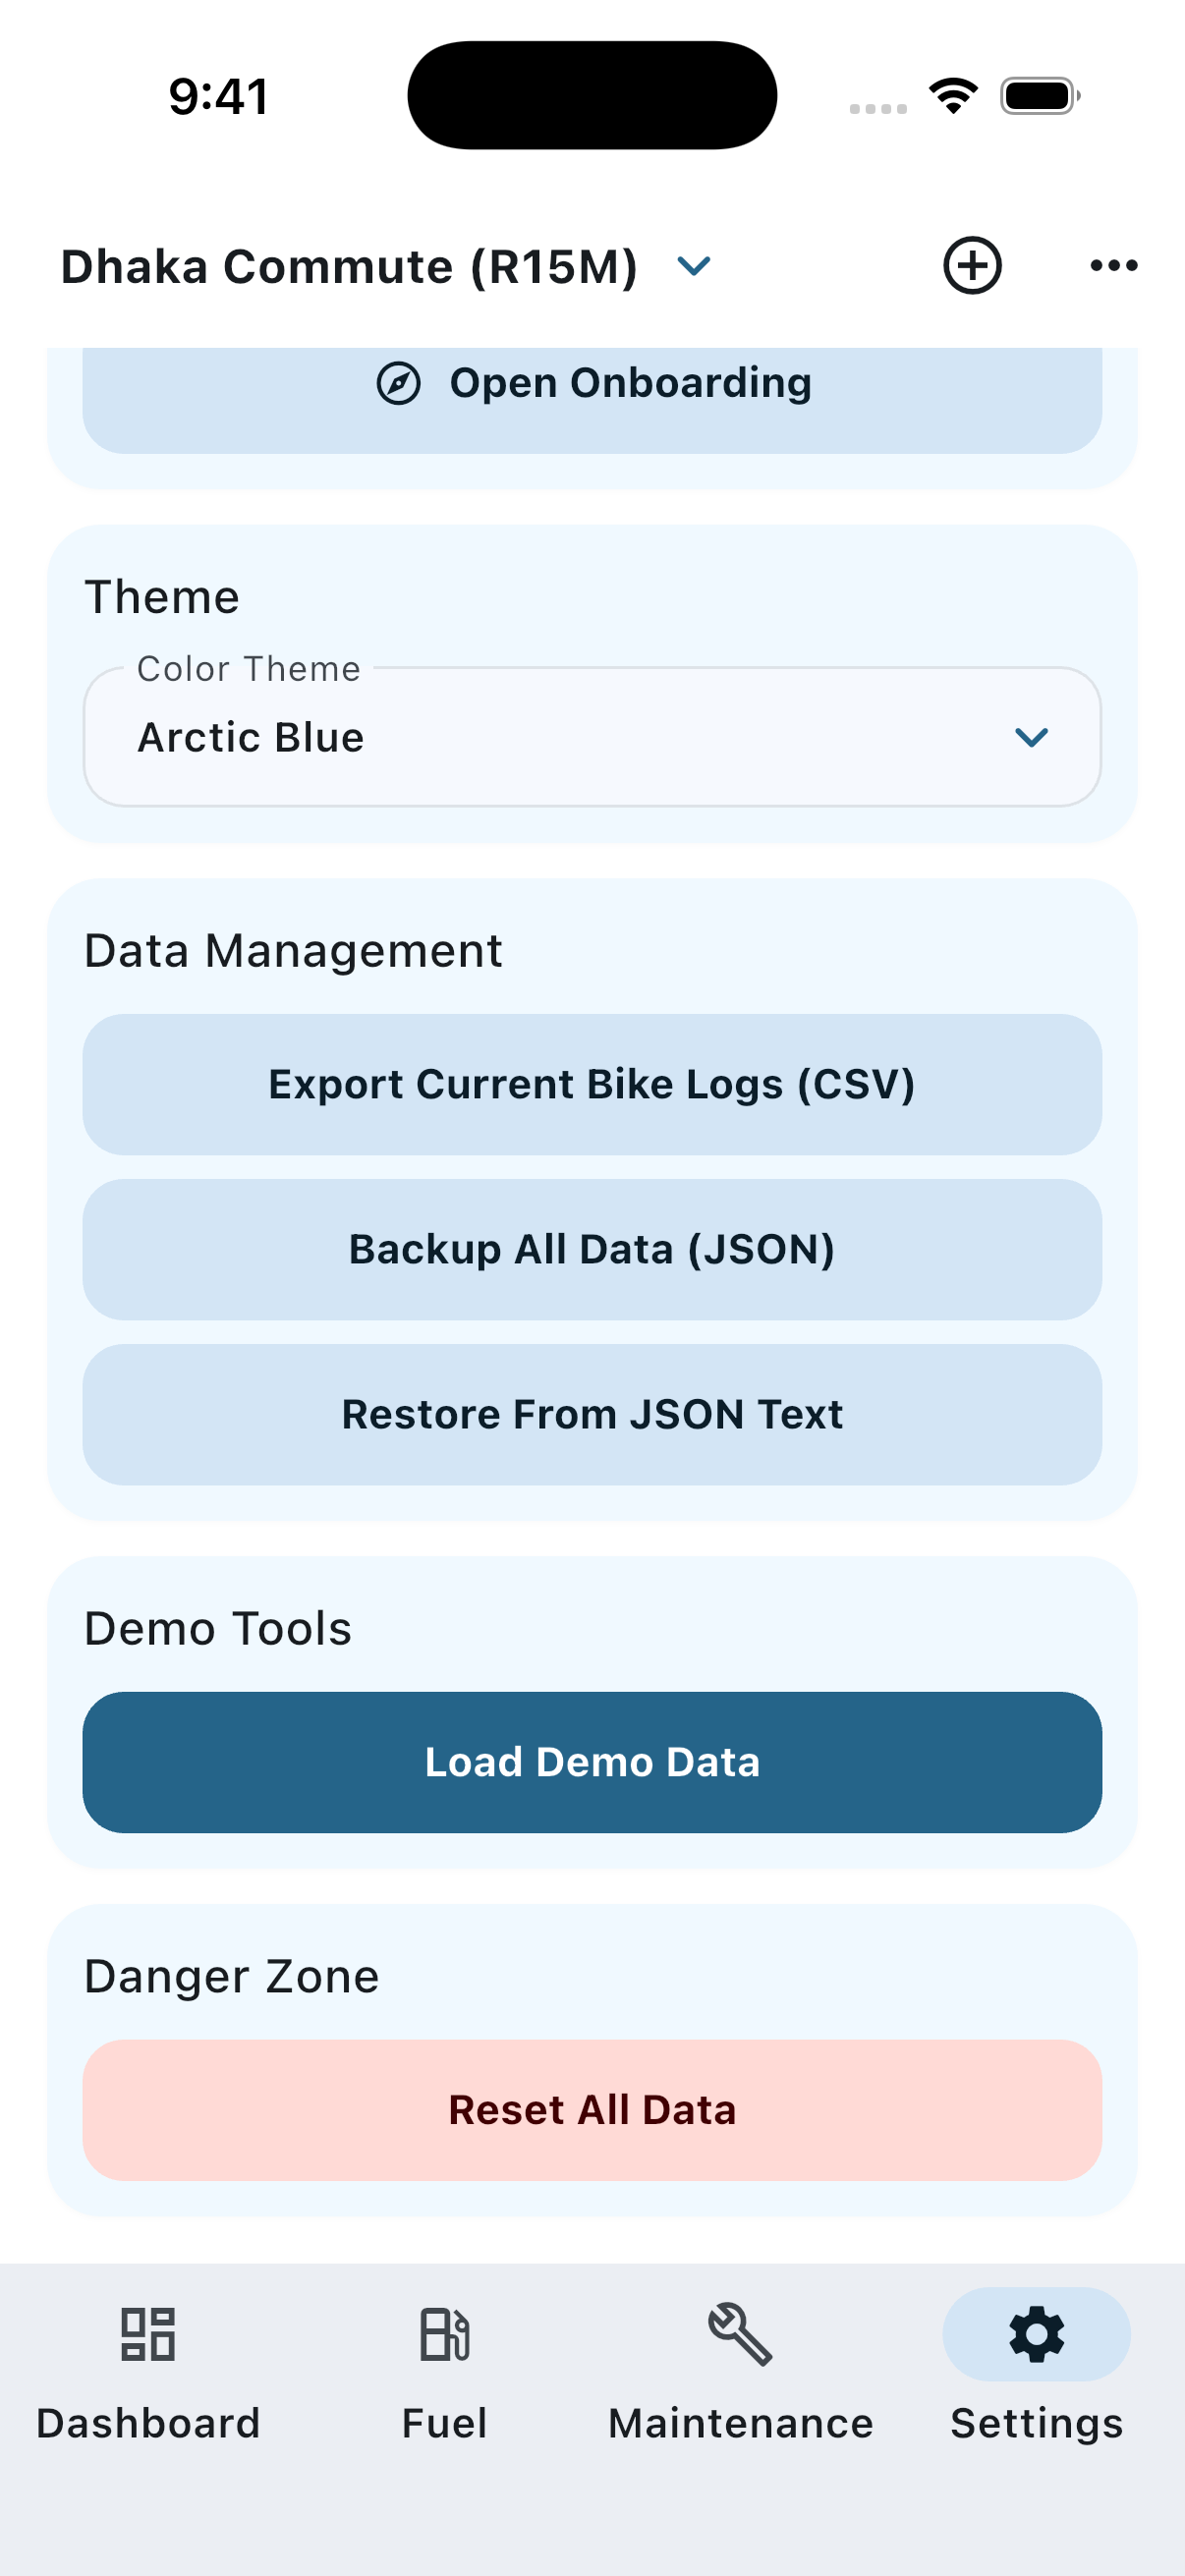 9:41
Dhaka Commute (R15M)
Open Onboarding
Theme
Color Theme
Arctic Blue
Data Management
Export Current Bike Logs (CSV)
Backup All Data (JSON)
Restore From JSON Text
Demo Tools
Load Demo Data
Danger Zone
Reset All Data
Dashboard
Fuel
Maintenance
Settings